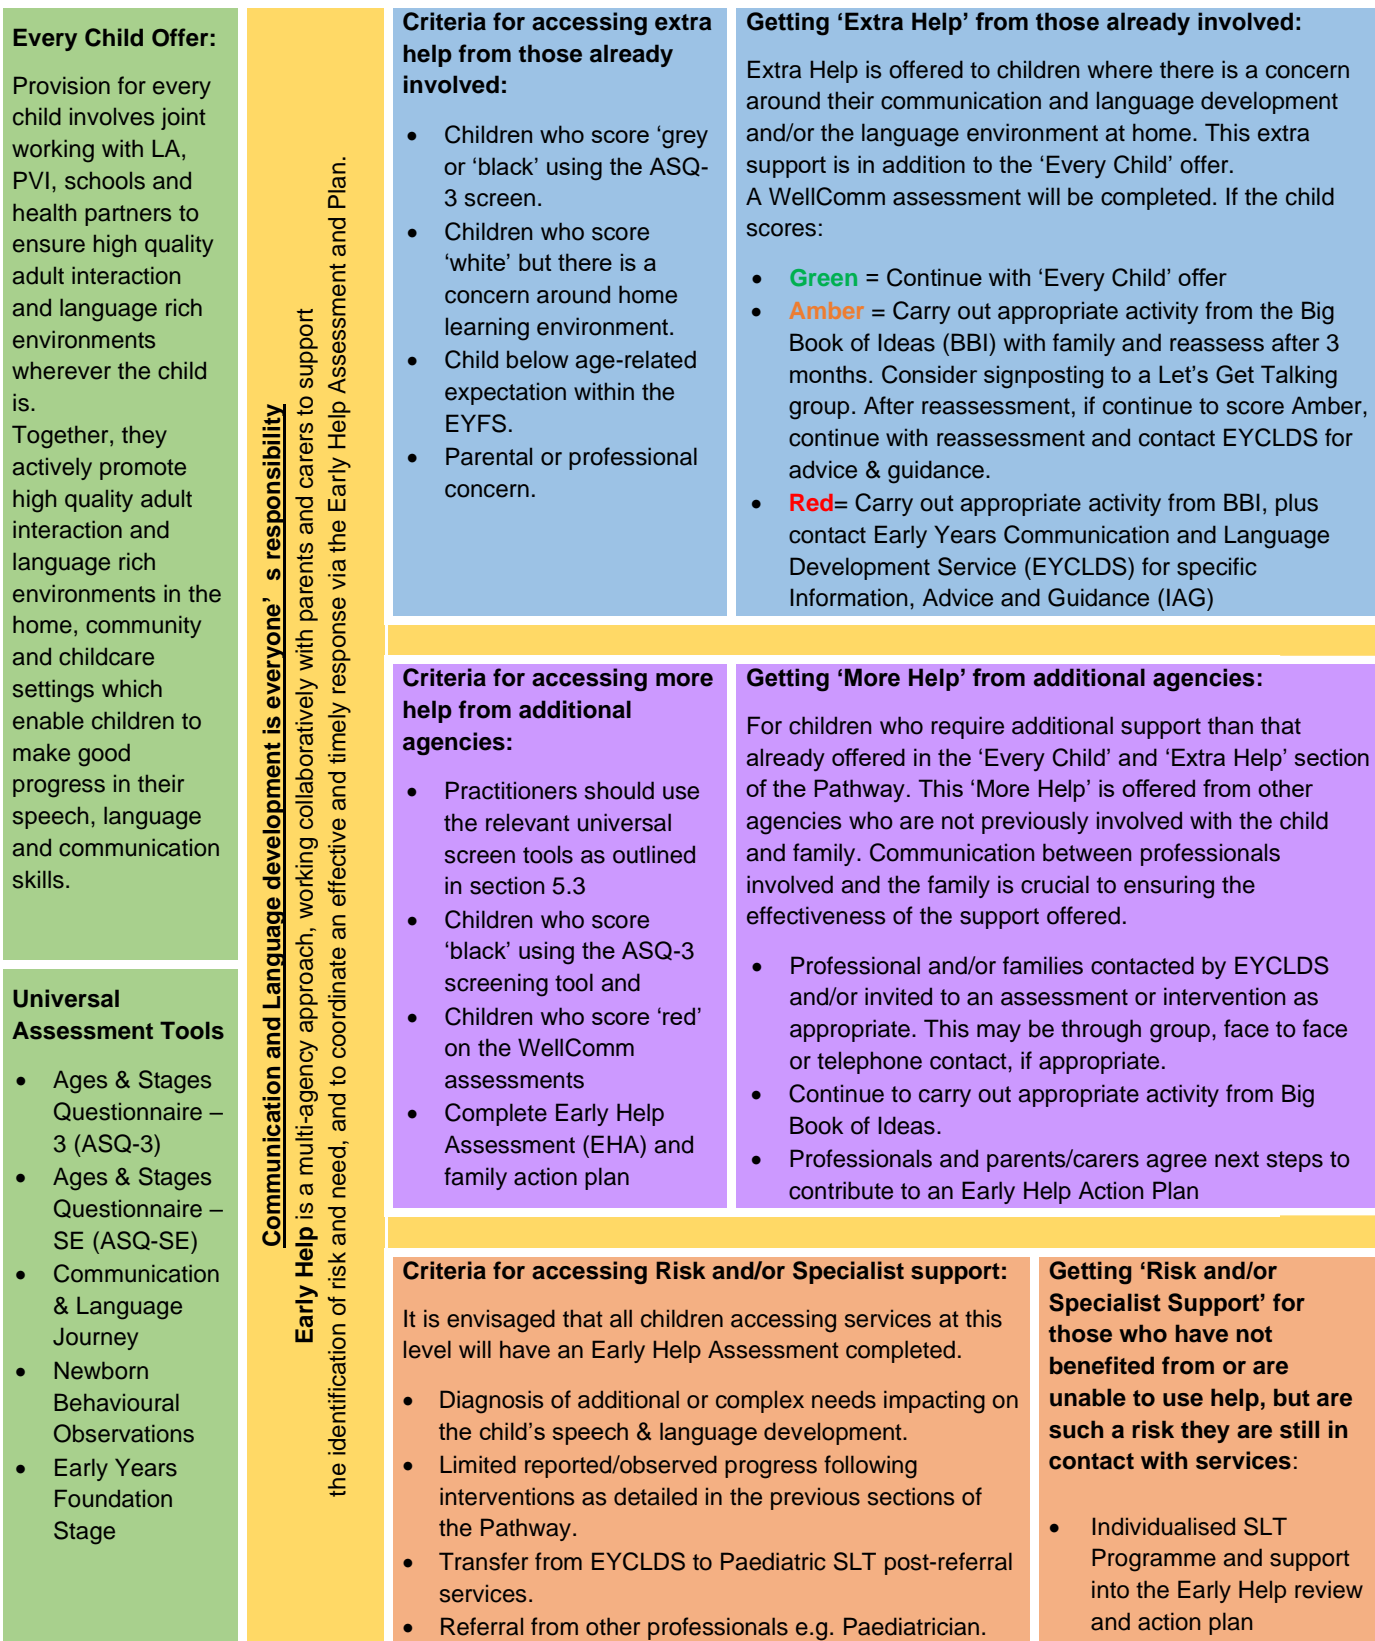 Every Child Offer:
Provision for every
child involves joint
working with LA,
PVI, schools and
health partners to
ensure high quality
adult interaction
and language rich
environments
wherever the child
is.
Together, they
actively promote
high quality adult
interaction and
language rich
environments in the
home, community
and childcare
settings which
enable children to
make good
progress in their
speech, language
and communication
skills.
Universal
Assessment Tools
• Ages & Stages
Questionnaire –
3 (ASQ-3)
• Ages & Stages
Questionnaire –
SE (ASQ-SE)
• Communication
& Language
Journey
• Newborn
Behavioural
Observations
• Early Years
Foundation
Stage
Communication and Language development is everyone’ s responsibility
Early Help is a multi-agency approach, working collaboratively with parents and carers to support
the identification of risk and need, and to coordinate an effective and timely response via the Early Help Assessment and Plan.
Criteria for accessing extra
help from those already
involved:
• Children who score ‘grey
or ‘black’ using the ASQ-
3 screen.
• Children who score
‘white’ but there is a
concern around home
learning environment.
• Child below age-related
expectation within the
EYFS.
• Parental or professional
concern.
Getting ‘Extra Help’ from those already involved:
Extra Help is offered to children where there is a concern
around their communication and language development
and/or the language environment at home. This extra
support is in addition to the ‘Every Child’ offer.
A WellComm assessment will be completed. If the child
scores:
• Green = Continue with ‘Every Child’ offer
• Amber = Carry out appropriate activity from the Big
Book of Ideas (BBI) with family and reassess after 3
months. Consider signposting to a Let’s Get Talking
group. After reassessment, if continue to score Amber,
continue with reassessment and contact EYCLDS for
advice & guidance.
• Red= Carry out appropriate activity from BBI, plus
contact Early Years Communication and Language
Development Service (EYCLDS) for specific
Information, Advice and Guidance (IAG)
Criteria for accessing more
help from additional
agencies:
• Practitioners should use
the relevant universal
screen tools as outlined
in section 5.3
• Children who score
‘black’ using the ASQ-3
screening tool and
• Children who score ‘red’
on the WellComm
assessments
• Complete Early Help
Assessment (EHA) and
family action plan
Getting ‘More Help’ from additional agencies:
For children who require additional support than that
already offered in the ‘Every Child’ and ‘Extra Help’ section
of the Pathway. This ‘More Help’ is offered from other
agencies who are not previously involved with the child
and family. Communication between professionals
involved and the family is crucial to ensuring the
effectiveness of the support offered.
• Professional and/or families contacted by EYCLDS
and/or invited to an assessment or intervention as
appropriate. This may be through group, face to face
or telephone contact, if appropriate.
• Continue to carry out appropriate activity from Big
Book of Ideas.
• Professionals and parents/carers agree next steps to
contribute to an Early Help Action Plan
Criteria for accessing Risk and/or Specialist support:
It is envisaged that all children accessing services at this
level will have an Early Help Assessment completed.
• Diagnosis of additional or complex needs impacting on
the child’s speech & language development.
• Limited reported/observed progress following
interventions as detailed in the previous sections of
the Pathway.
• Transfer from EYCLDS to Paediatric SLT post-referral
services.
• Referral from other professionals e.g. Paediatrician.
Getting ‘Risk and/or
Specialist Support’ for
those who have not
benefited from or are
unable to use help, but are
such a risk they are still in
contact with services:
• Individualised SLT
Programme and support
into the Early Help review
and action plan